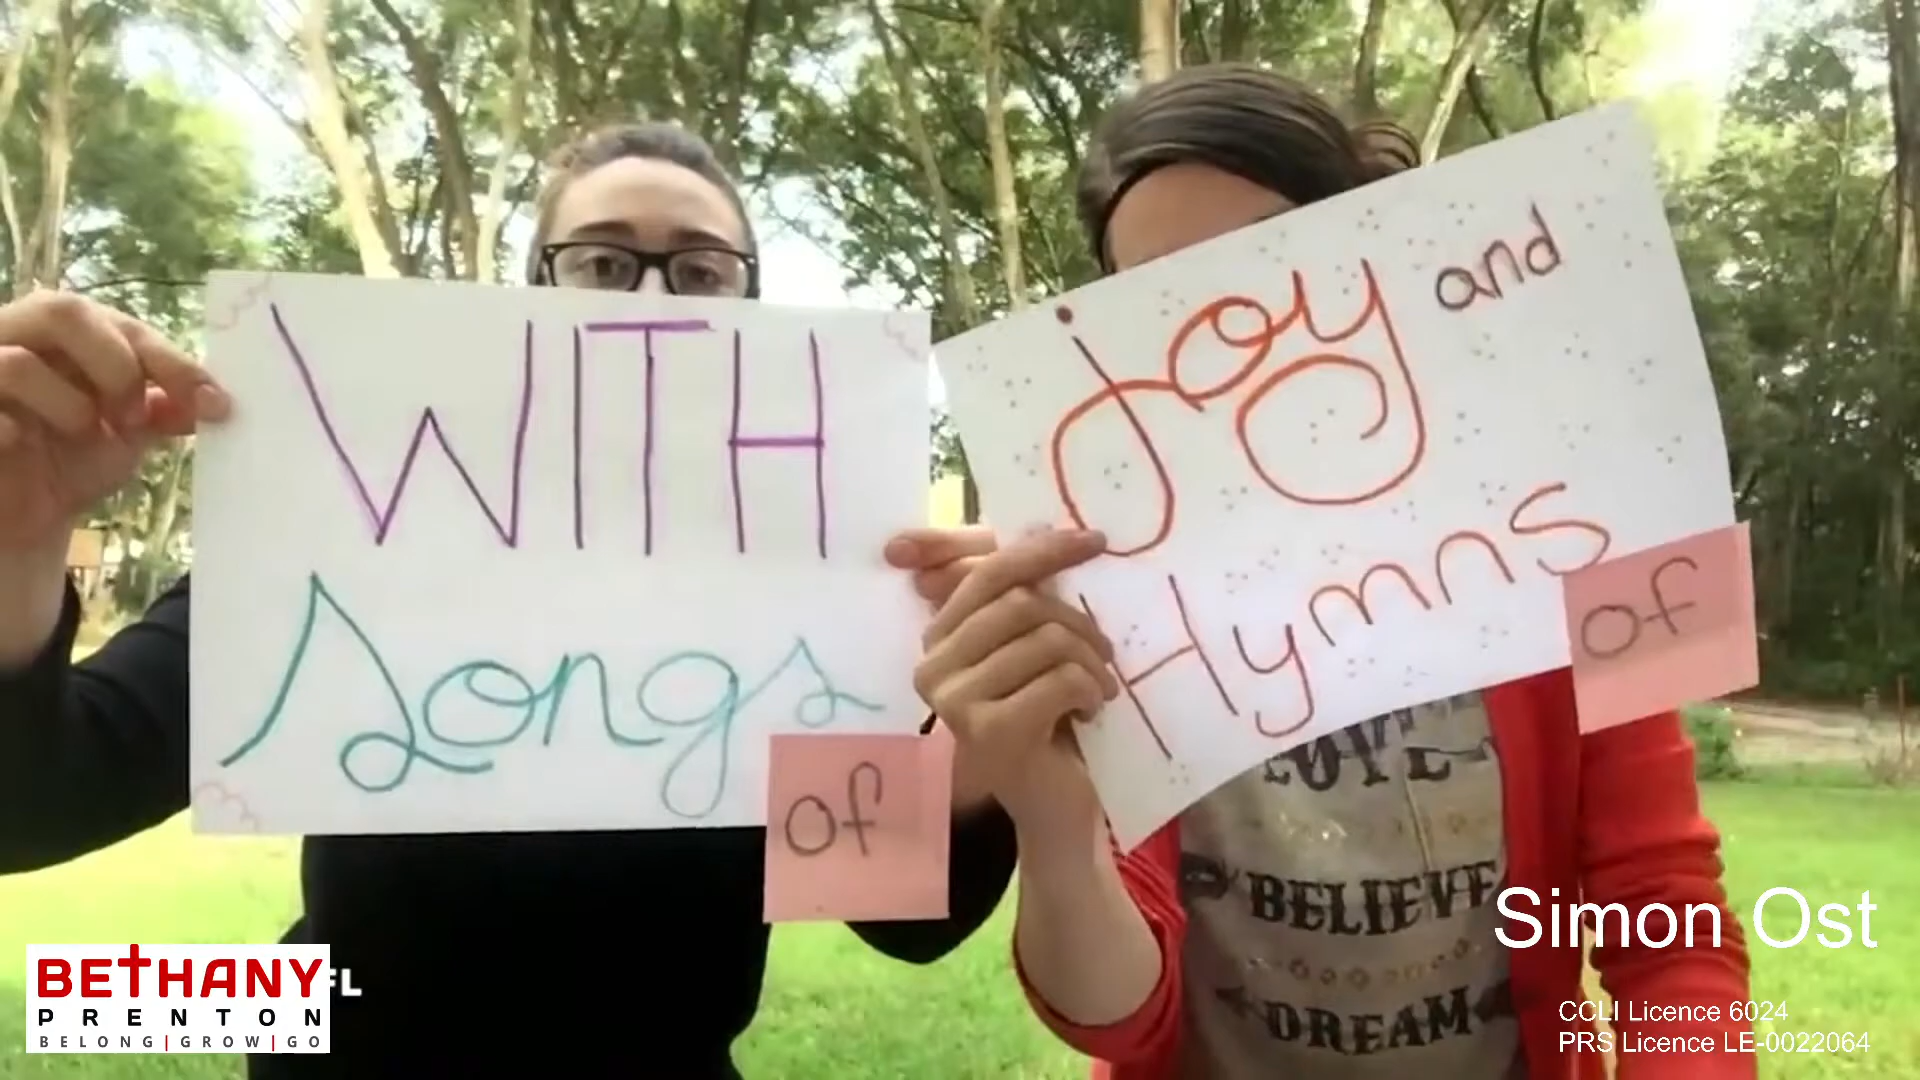 WITH
Songs
of
Joy and
Hymns
of
LOVE
BELIEVE
DREAM
Simon Ost
BETHANY
PRENTON
BELONG|GROW|GO
FL
CCLI Licence 6024
PRS Licence LE-0022064